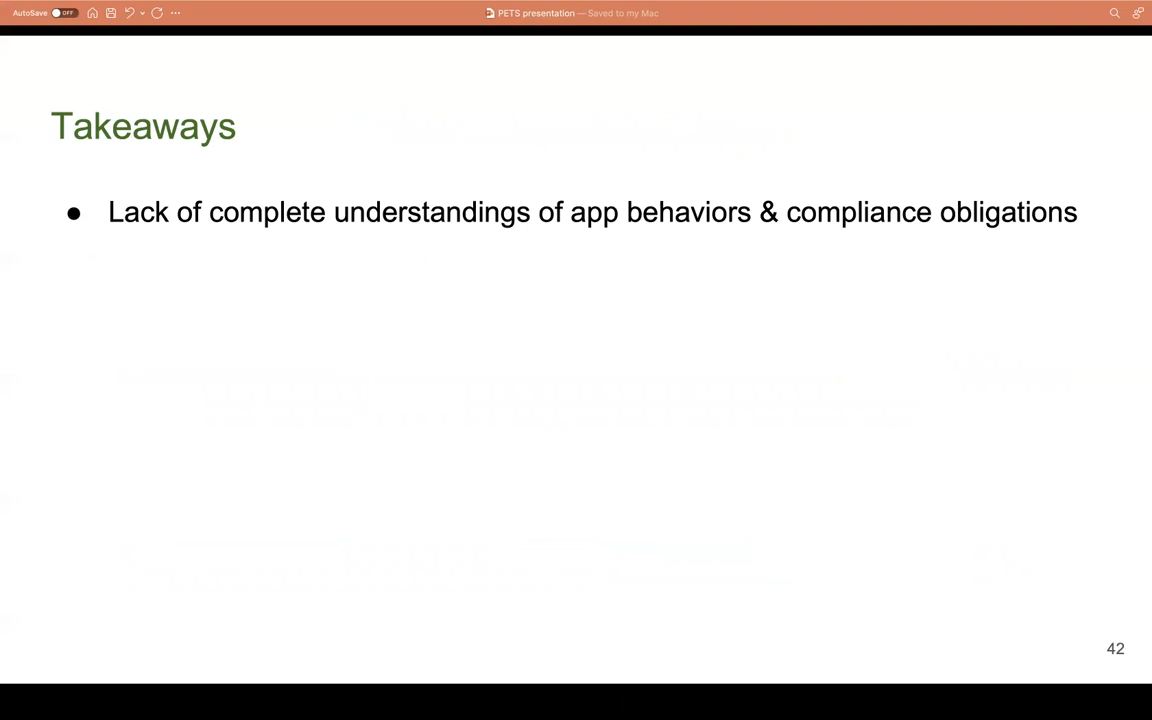 AutoSave OFF PETS presentation — Saved to my Mac
Takeaways
● Lack of complete understandings of app behaviors & compliance obligations
42